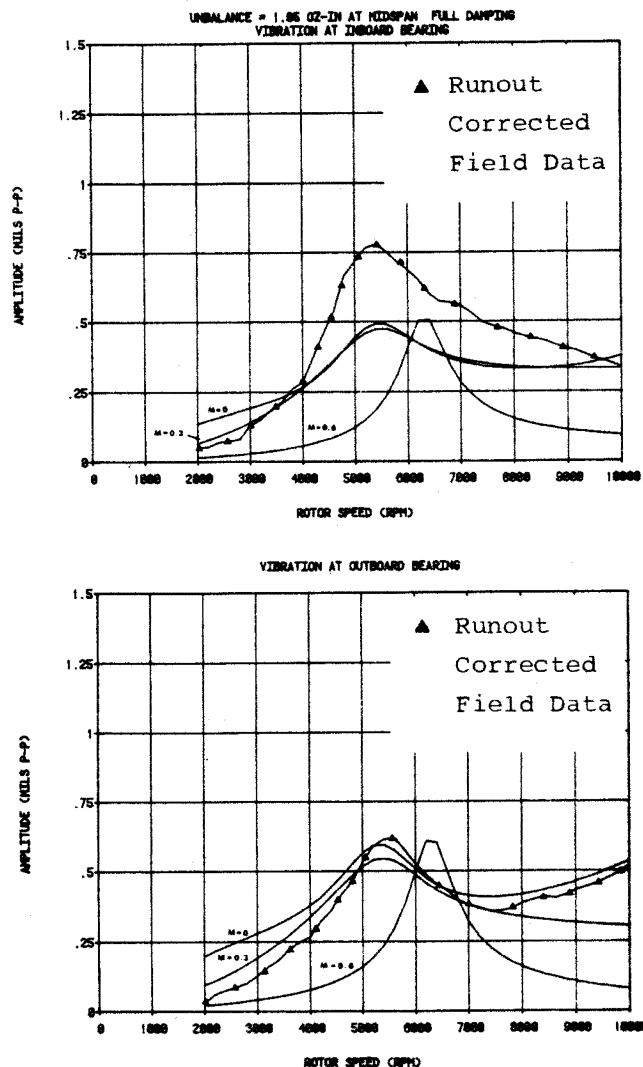 UNBALANCE = 1.85 OZ-IN AT MIDSPAN FULL DAMPING
VIBRATION AT INBOARD BEARING
1.5
1.25
1
.75
.5
.25
0
AMPLITUDE (MILS P-P)
▲ Runout
Corrected
Field Data
M=0
M=0.2
M=0.6
0 1000 2000 3000 4000 5000 6000 7000 8000 9000 10000
ROTOR SPEED (RPM)
VIBRATION AT OUTBOARD BEARING
1.5
1.25
1
.75
.5
.25
0
AMPLITUDE (MILS P-P)
▲ Runout
Corrected
Field Data
M=0
M=0.2
M=0.6
0 1000 2000 3000 4000 5000 6000 7000 8000 9000 10000
ROTOR SPEED (RPM)